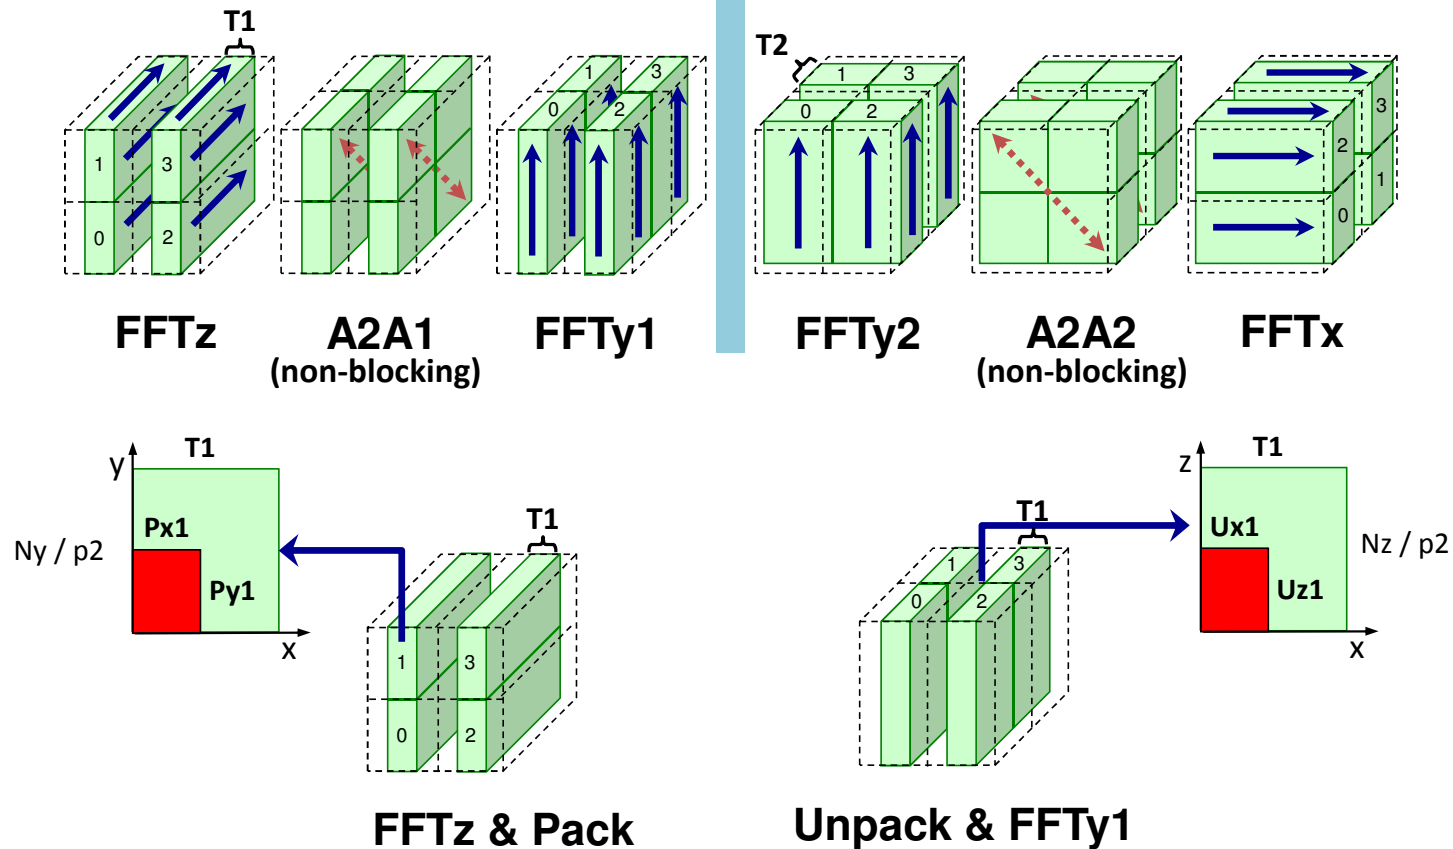 T1
1
3
0
2
FFTz
A2A1
(non-blocking)
1
3
0
2
FFTy1
T2
1
3
0
2
FFTy2
A2A2
(non-blocking)
3
2
1
0
FFTx
T1
y
Px1
Ny / p2
Py1
x
T1
1
3
0
2
FFTz & Pack
T1
1
3
0
2
Unpack & FFTy1
T1
z
Ux1
Nz / p2
Uz1
x